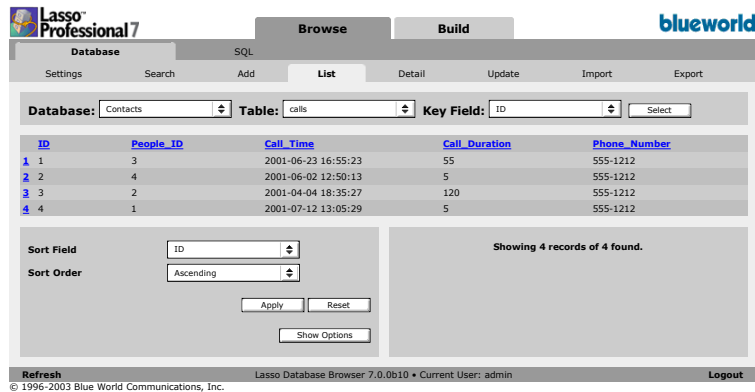 Lasso™
Professional 7
Browse Build
blueworld
Database SQL
Settings Search Add List Detail Update Import Export
Database: Contacts Table: calls Key Field: ID Select
ID People_ID Call_Time Call_Duration Phone_Number
1 1 3 2001-06-23 16:55:23 55 555-1212
2 2 4 2001-06-02 12:50:13 5 555-1212
3 3 2 2001-04-04 18:35:27 120 555-1212
4 4 1 2001-07-12 13:05:29 5 555-1212
Sort Field ID
Sort Order Ascending
Apply Reset
Show Options
Showing 4 records of 4 found.
Refresh Lasso Database Browser 7.0.0b10 • Current User: admin Logout
© 1996-2003 Blue World Communications, Inc.